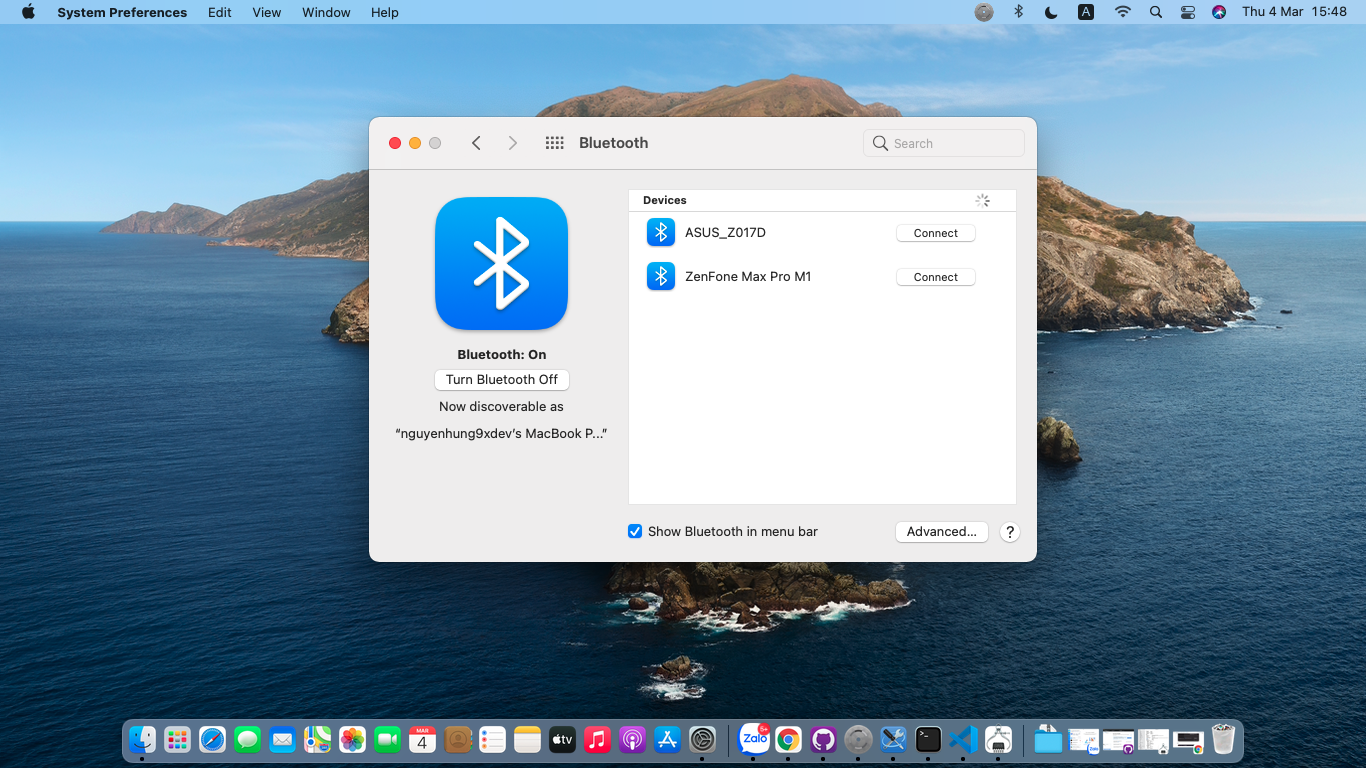 System Preferences Edit View Window Help A Thu 4 Mar 15:48
Bluetooth Search
Devices
ASUS_Z017D Connect
ZenFone Max Pro M1 Connect
Bluetooth: On
Turn Bluetooth Off
Now discoverable as
“nguyenhung9xdev’s MacBook P...”
Show Bluetooth in menu bar Advanced... ?
MAR
4
tv
Zalo
5+
>_